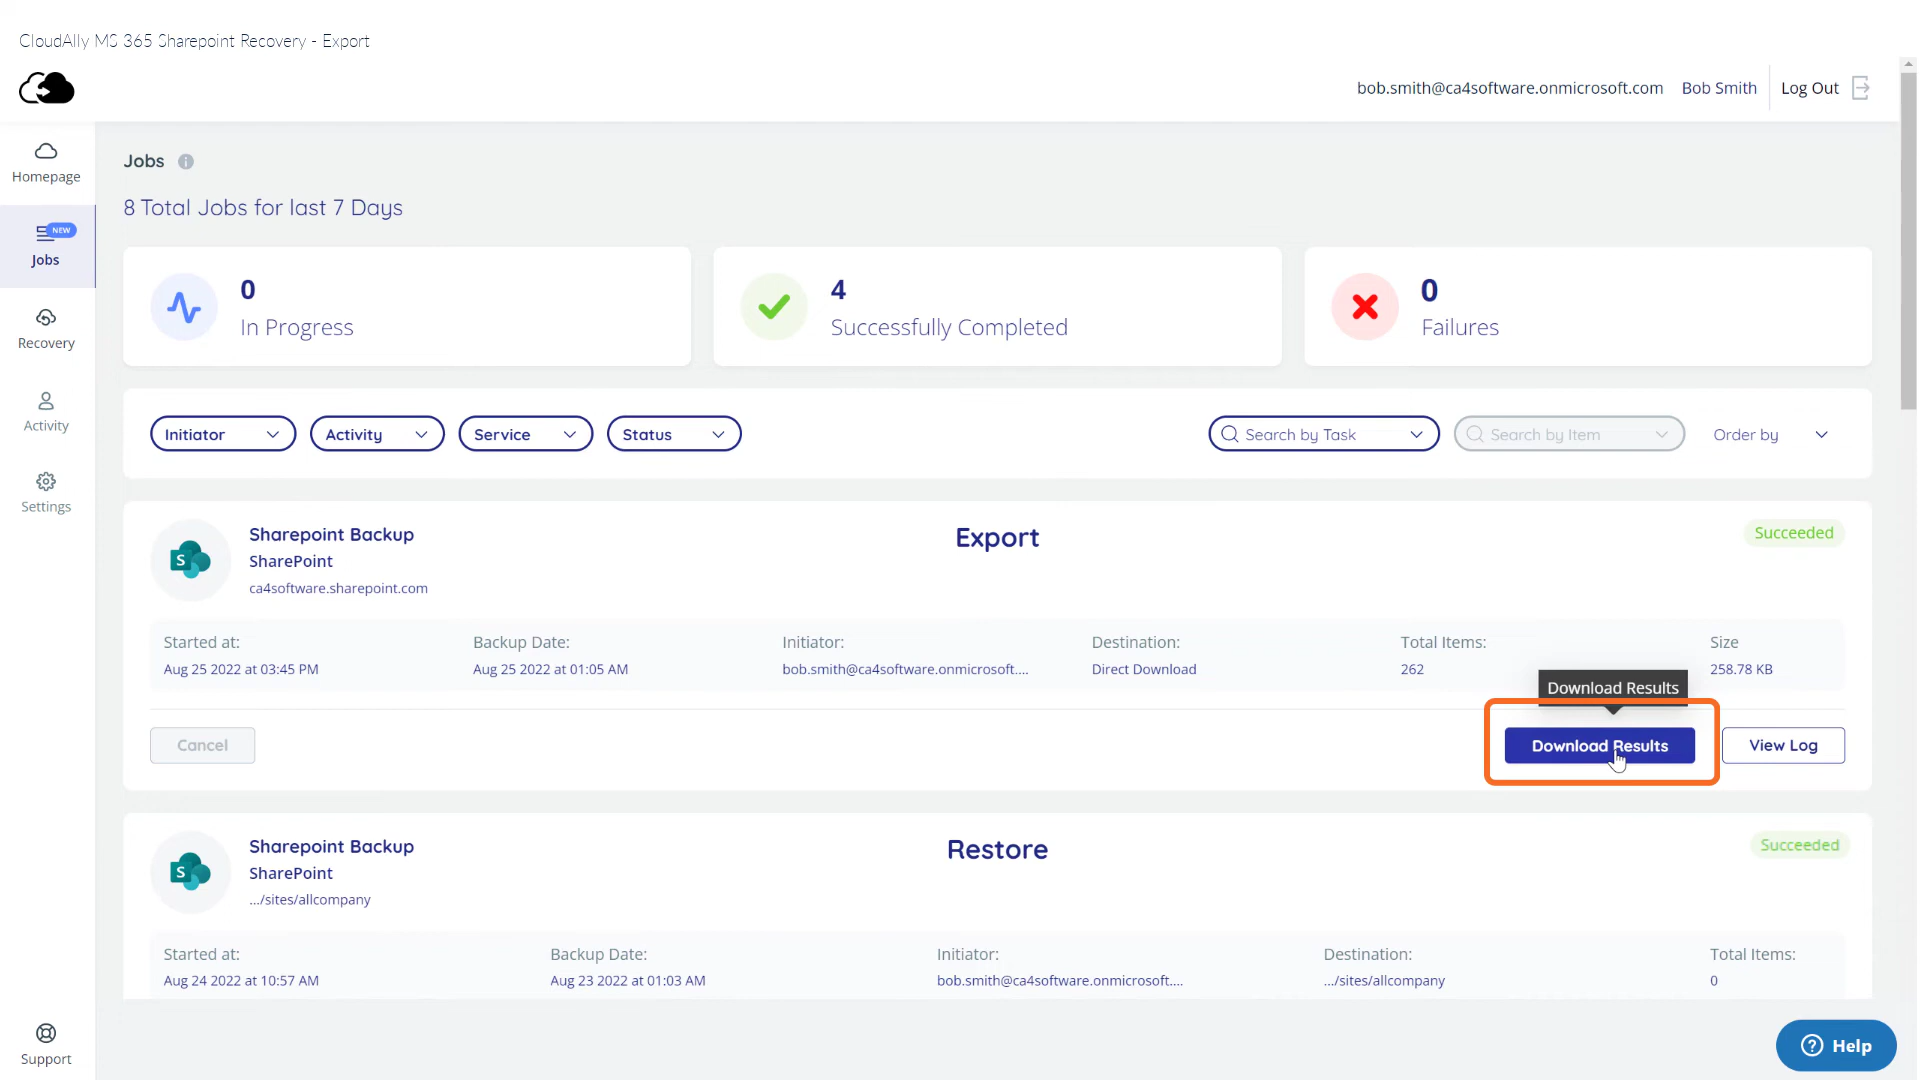 CloudAlly MS 365 Sharepoint Recovery - Export
bob.smith@ca4software.onmicrosoft.com Bob Smith Log Out
Homepage
NEW
Jobs
Recovery
Activity
Settings
Support
Jobs
8 Total Jobs for last 7 Days
0
In Progress
4
Successfully Completed
0
Failures
Initiator Activity Service Status Search by Task Search by Item Order by
Sharepoint Backup
SharePoint
ca4software.sharepoint.com
Export
Succeeded
Started at: Backup Date: Initiator: Destination: Total Items: Size
Aug 25 2022 at 03:45 PM Aug 25 2022 at 01:05 AM bob.smith@ca4software.onmicrosoft.... Direct Download 262 258.78 KB
Download Results
Cancel Download Results View Log
Sharepoint Backup
SharePoint
.../sites/allcompany
Restore
Succeeded
Started at: Backup Date: Initiator: Destination: Total Items:
Aug 24 2022 at 10:57 AM Aug 23 2022 at 01:03 AM bob.smith@ca4software.onmicrosoft.... .../sites/allcompany 0
Help